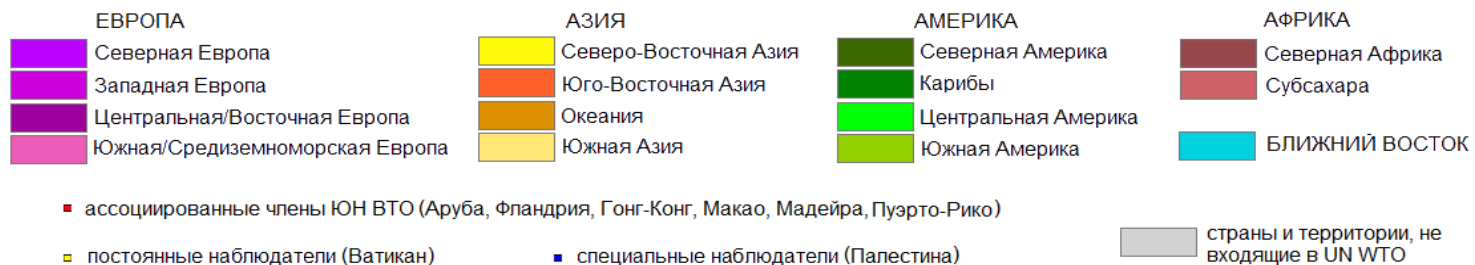 ЕВРОПА
Северная Европа
Западная Европа
Центральная/Восточная Европа
Южная/Средиземноморская Европа
АЗИЯ
Северо-Восточная Азия
Юго-Восточная Азия
Океания
Южная Азия
АМЕРИКА
Северная Америка
Карибы
Центральная Америка
Южная Америка
АФРИКА
Северная Африка
Субсахара
БЛИЖНИЙ ВОСТОК
ассоциированные члены ЮН ВТО (Аруба, Фландрия, Гонг-Конг, Макао, Мадейра, Пуэрто-Рико)
постоянные наблюдатели (Ватикан)
специальные наблюдатели (Палестина)
страны и территории, не
входящие в UN WTO